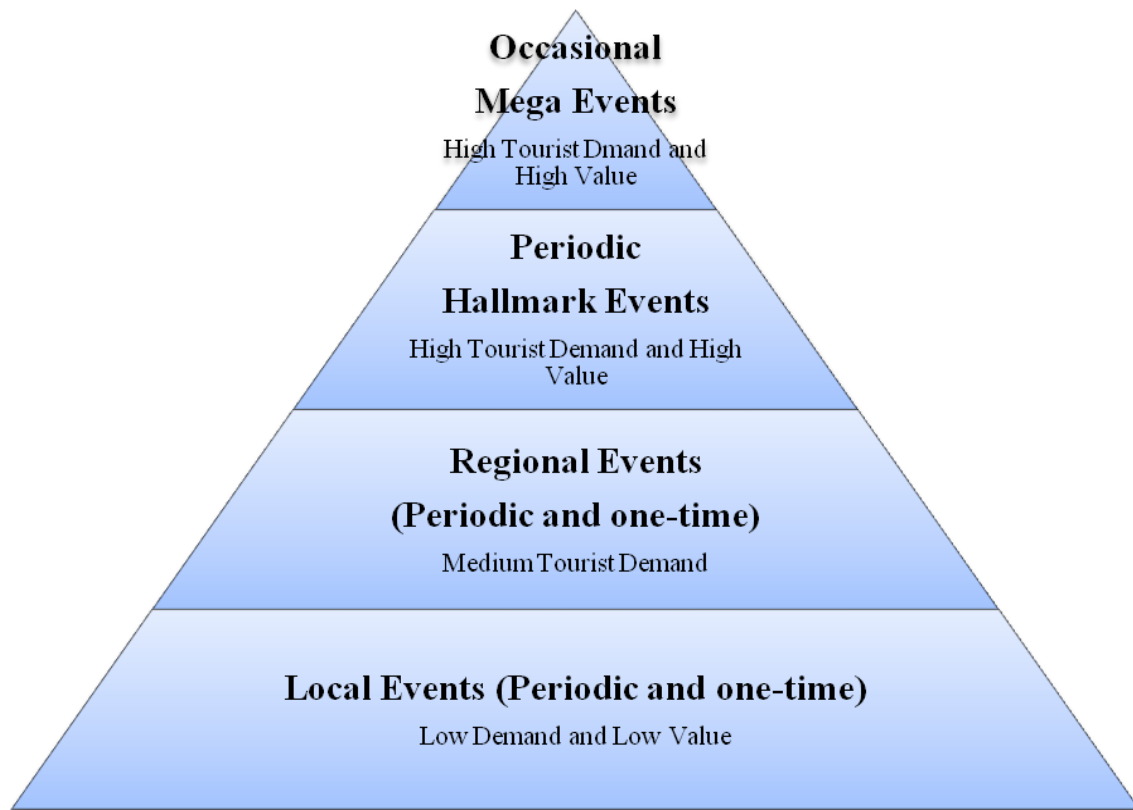 Occasional
Mega Events
High Tourist Dmand and
High Value
Periodic
Hallmark Events
High Tourist Demand and High
Value
Regional Events
(Periodic and one-time)
Medium Tourist Demand
Local Events (Periodic and one-time)
Low Demand and Low Value